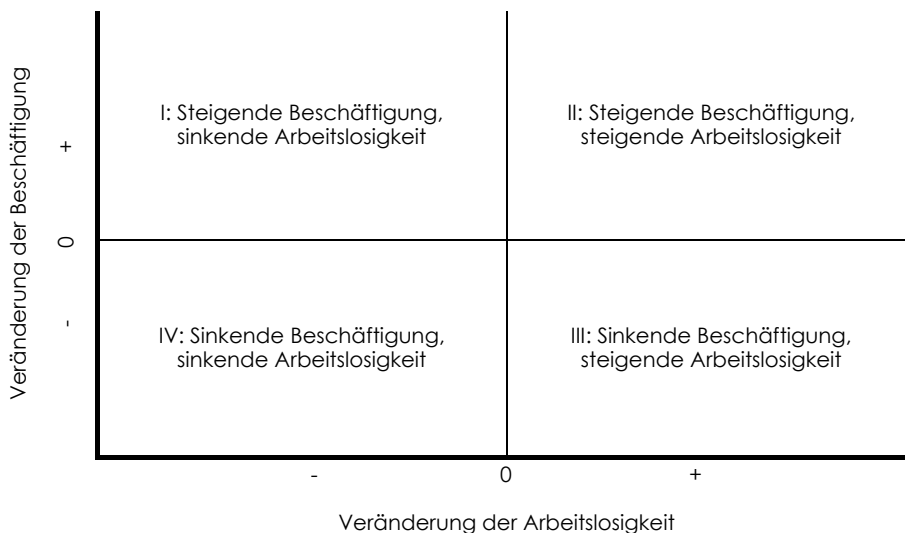 Veränderung der Beschäftigung
+
0
-
I: Steigende Beschäftigung,
sinkende Arbeitslosigkeit
II: Steigende Beschäftigung,
steigende Arbeitslosigkeit
IV: Sinkende Beschäftigung,
sinkende Arbeitslosigkeit
III: Sinkende Beschäftigung,
steigende Arbeitslosigkeit
-
0
+
Veränderung der Arbeitslosigkeit